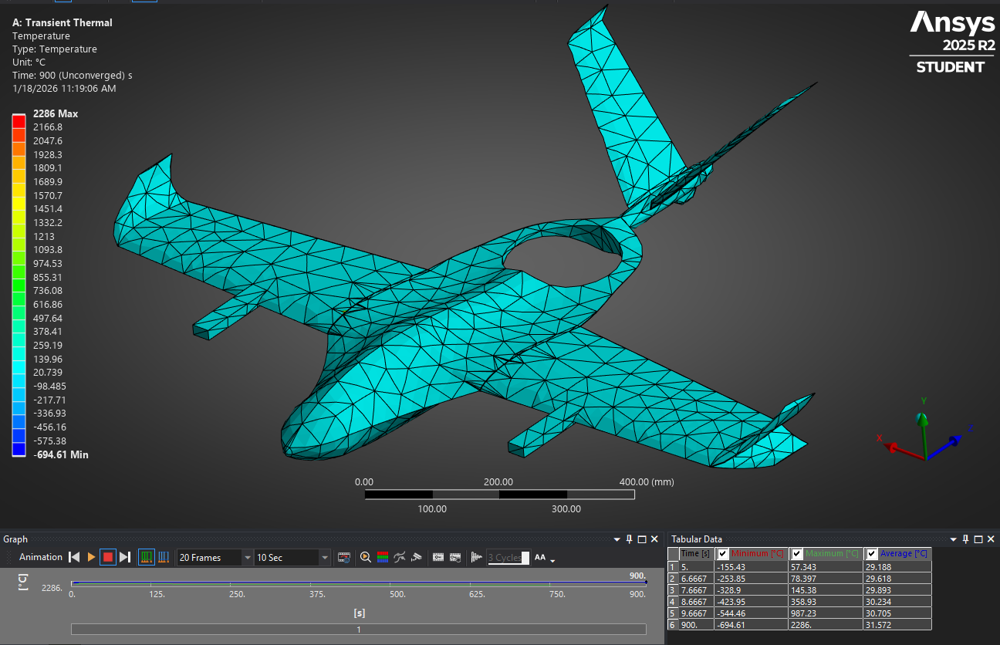 A: Transient Thermal
Temperature
Type: Temperature
Unit: °C
Time: 900 (Unconverged) s
1/18/2026 11:19:06 AM
Ansys
2025 R2
STUDENT
2286 Max
2166.8
2047.6
1928.3
1809.1
1689.9
1570.7
1451.4
1332.2
1213
1093.8
974.53
855.31
736.08
616.86
497.64
378.41
259.19
139.96
20.739
-98.485
-217.71
-336.93
-456.16
-575.38
-694.61 Min
Y
X
Z
0.00 200.00 400.00 (mm)
100.00 300.00
Graph
Animation 20 Frames 10 Sec 3 Cycles AA
[°C]
2286.
900.
0. 125. 250. 375. 500. 625. 750. 900.
[s]
1
Tabular Data
Time [s] Minimum [°C] Maximum [°C] Average [°C]
1 5. -155.43 57.343 29.188
2 6.6667 -253.85 78.397 29.618
3 7.6667 -328.9 145.38 29.893
4 8.6667 -423.95 358.93 30.234
5 9.6667 -544.46 987.23 30.705
6 900. -694.61 2286. 31.572